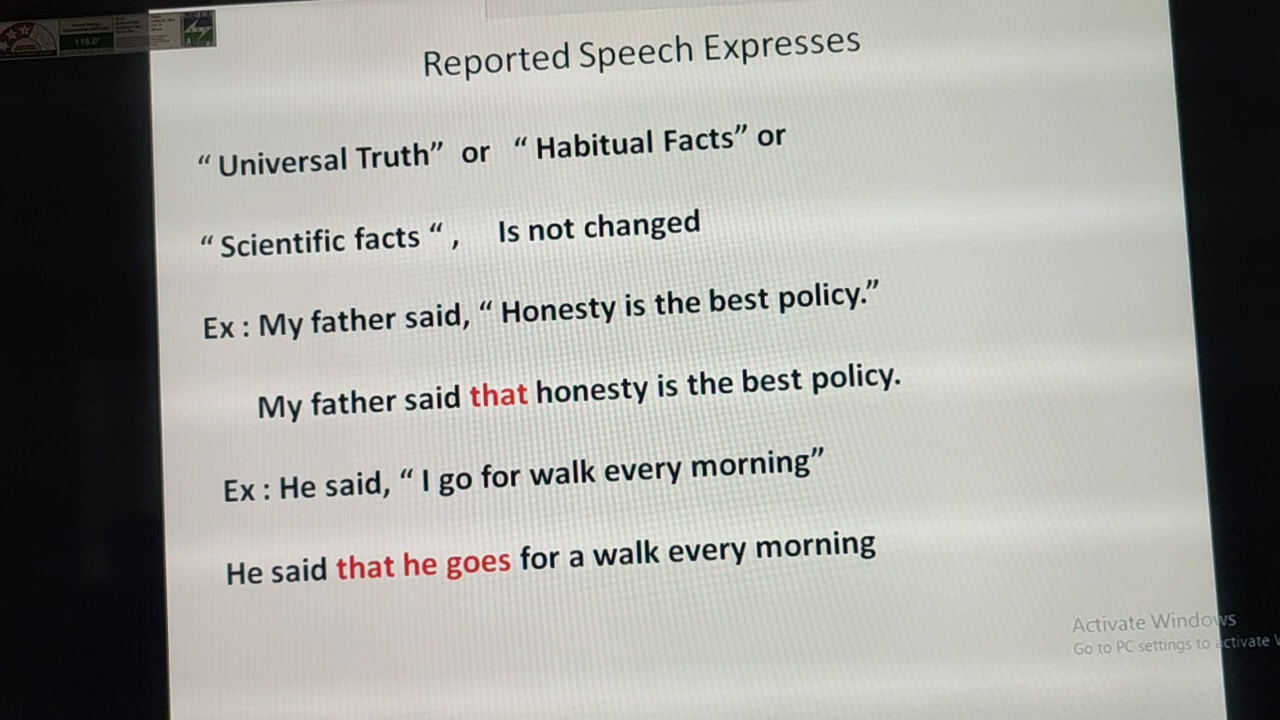 118.0
Reported Speech Expresses
“ Universal Truth” or “ Habitual Facts” or
“ Scientific facts “ , Is not changed
Ex : My father said, “ Honesty is the best policy.”
My father said that honesty is the best policy.
Ex : He said, “ I go for walk every morning”
He said that he goes for a walk every morning
Activate Windows
Go to PC settings to activate